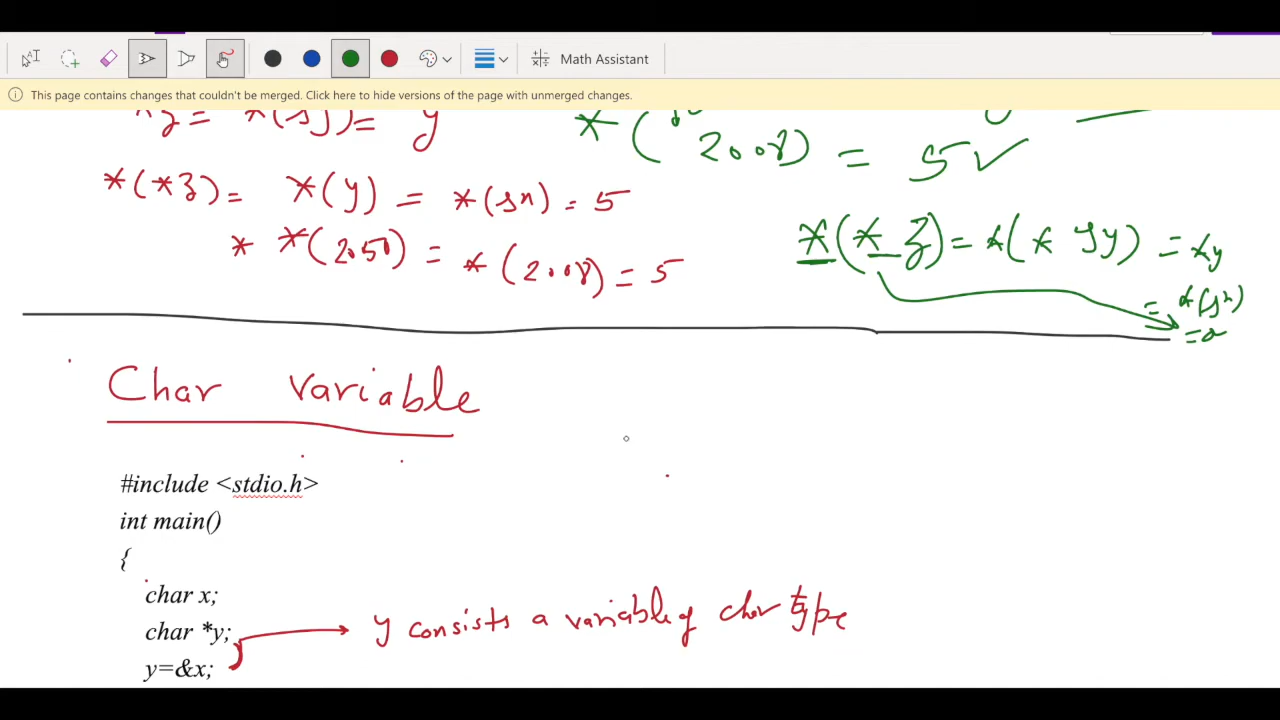 Math Assistant
This page contains changes that couldn't be merged. Click here to hide versions of the page with unmerged changes.
= y
*(2008) = 5
*(*z) = *(y) = *(&x) = 5
* *(2050) = *(2008) = 5
*(* z) = *(* &y) = *y
= *(&x)
Char variable
#include <stdio.h>
int main()
{
char x;
char *y;
y consists a variable of char type
y=&x;